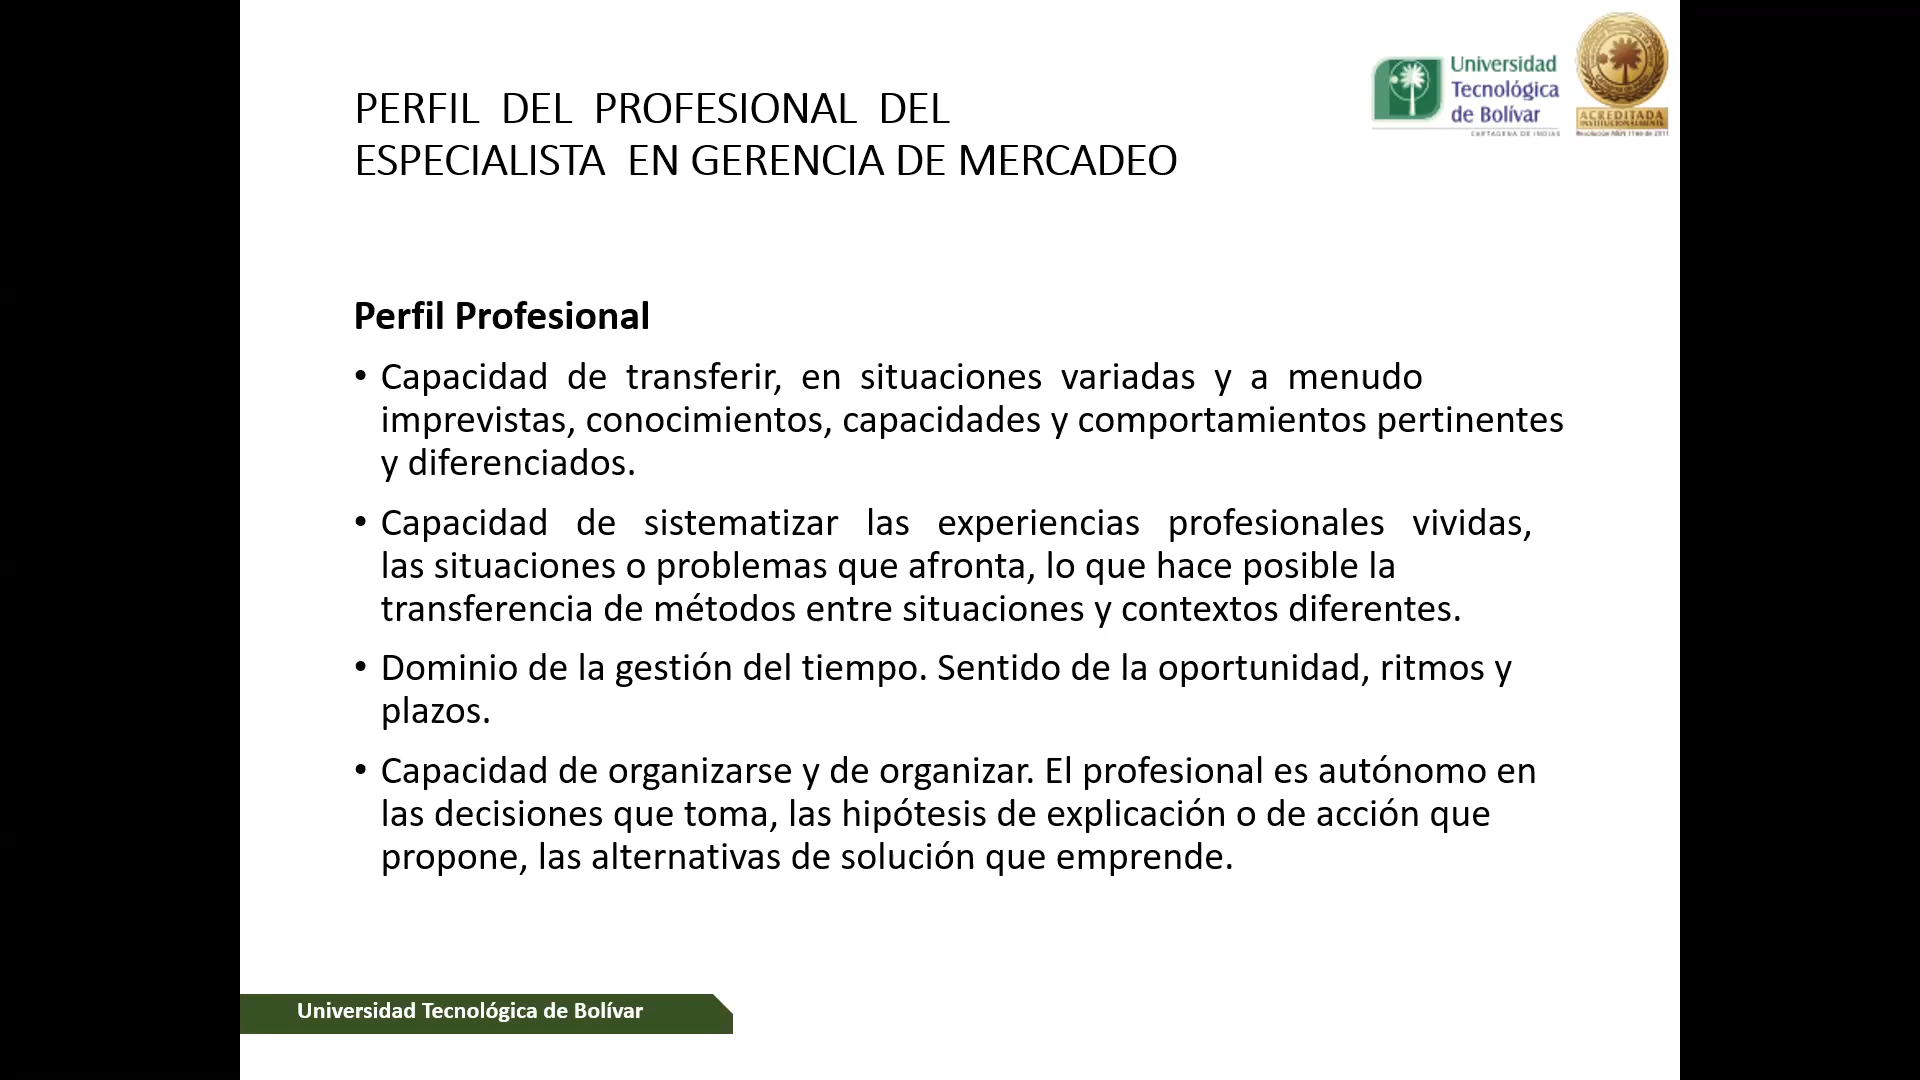 PERFIL DEL PROFESIONAL DEL
ESPECIALISTA EN GERENCIA DE MERCADEO
Universidad
Tecnológica
de Bolívar
CARTAGENA DE INDIAS
ACREDITADA
INSTITUCIONALMENTE
Perfil Profesional
• Capacidad de transferir, en situaciones variadas y a menudo
imprevistas, conocimientos, capacidades y comportamientos pertinentes
y diferenciados.
• Capacidad de sistematizar las experiencias profesionales vividas,
las situaciones o problemas que afronta, lo que hace posible la
transferencia de métodos entre situaciones y contextos diferentes.
• Dominio de la gestión del tiempo. Sentido de la oportunidad, ritmos y
plazos.
• Capacidad de organizarse y de organizar. El profesional es autónomo en
las decisiones que toma, las hipótesis de explicación o de acción que
propone, las alternativas de solución que emprende.
Universidad Tecnológica de Bolívar